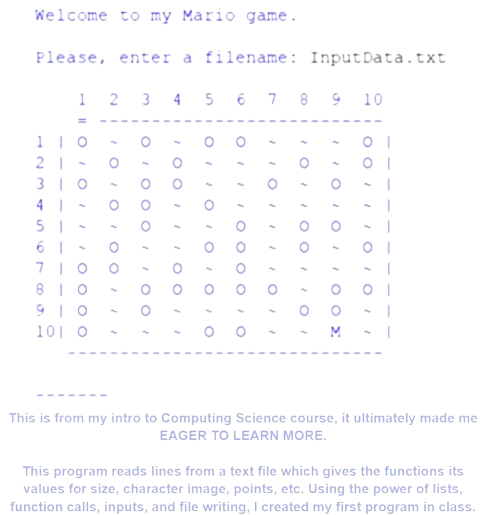 Welcome to my Mario game.
Please, enter a filename: InputData.txt
1 2 3 4 5 6 7 8 9 10
= ---------------------------
1 | O ~ O ~ O O ~ ~ ~ O |
2 | ~ O ~ O ~ ~ ~ O ~ O |
3 | O ~ O O ~ ~ O ~ O ~ |
4 | ~ O O ~ O ~ ~ ~ ~ ~ |
5 | ~ ~ O ~ ~ O ~ O O ~ |
6 | ~ O ~ ~ O O ~ O ~ O |
7 | O O ~ O ~ O ~ ~ ~ ~ |
8 | O ~ O O O O O ~ O O |
9 | O ~ O ~ ~ ~ ~ O O ~ |
10| O ~ ~ ~ O O ~ ~ M ~ |
------------------------------
-------
This is from my intro to Computing Science course, it ultimately made me
EAGER TO LEARN MORE.
This program reads lines from a text file which gives the functions its
values for size, character image, points, etc. Using the power of lists,
function calls, inputs, and file writing, I created my first program in class.